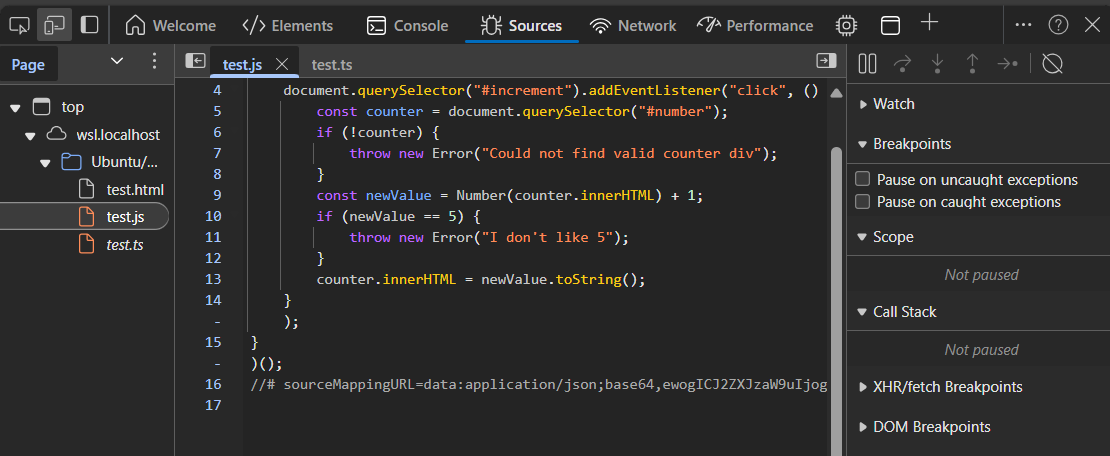 Welcome Elements Console Sources Network Performance
Page
test.js test.ts
top
wsl.localhost
Ubuntu/...
test.html
test.js
test.ts
4 document.querySelector("#increment").addEventListener("click", ()
5 const counter = document.querySelector("#number");
6 if (!counter) {
7 throw new Error("Could not find valid counter div");
8 }
9 const newValue = Number(counter.innerHTML) + 1;
10 if (newValue == 5) {
11 throw new Error("I don't like 5");
12 }
13 counter.innerHTML = newValue.toString();
14 }
- );
15 }
- )();
16 //# sourceMappingURL=data:application/json;base64,ewogICJ2ZXJzaW9uIjog
17
Watch
Breakpoints
Pause on uncaught exceptions
Pause on caught exceptions
Scope
Not paused
Call Stack
Not paused
XHR/fetch Breakpoints
DOM Breakpoints